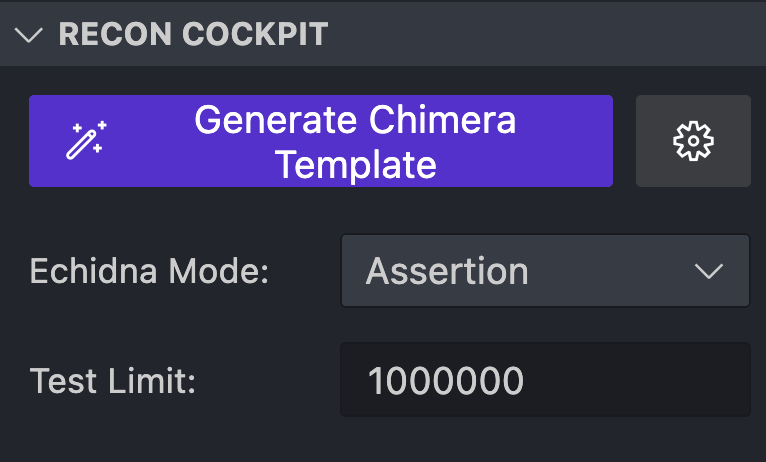 RECON COCKPIT
Generate Chimera
Template
Echidna Mode:
Assertion
Test Limit:
1000000